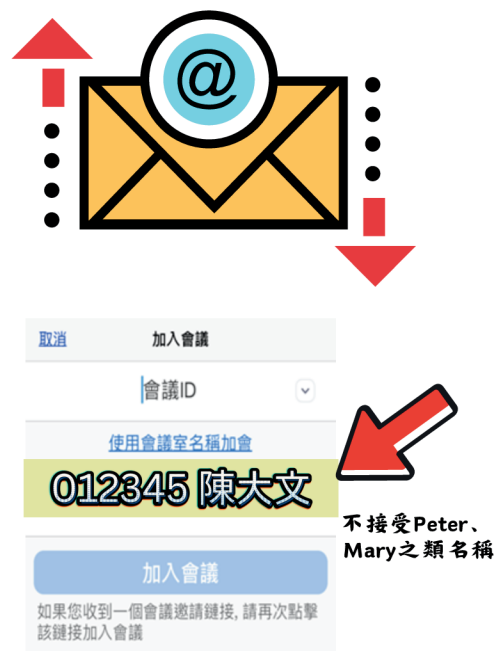 @
取消
加入會議
會議ID
使用會議室名稱加會
012345 陳大文
不接受Peter、
Mary之類名稱
加入會議
如果您收到一個會議邀請鏈接, 請再次點擊
該鏈接加入會議